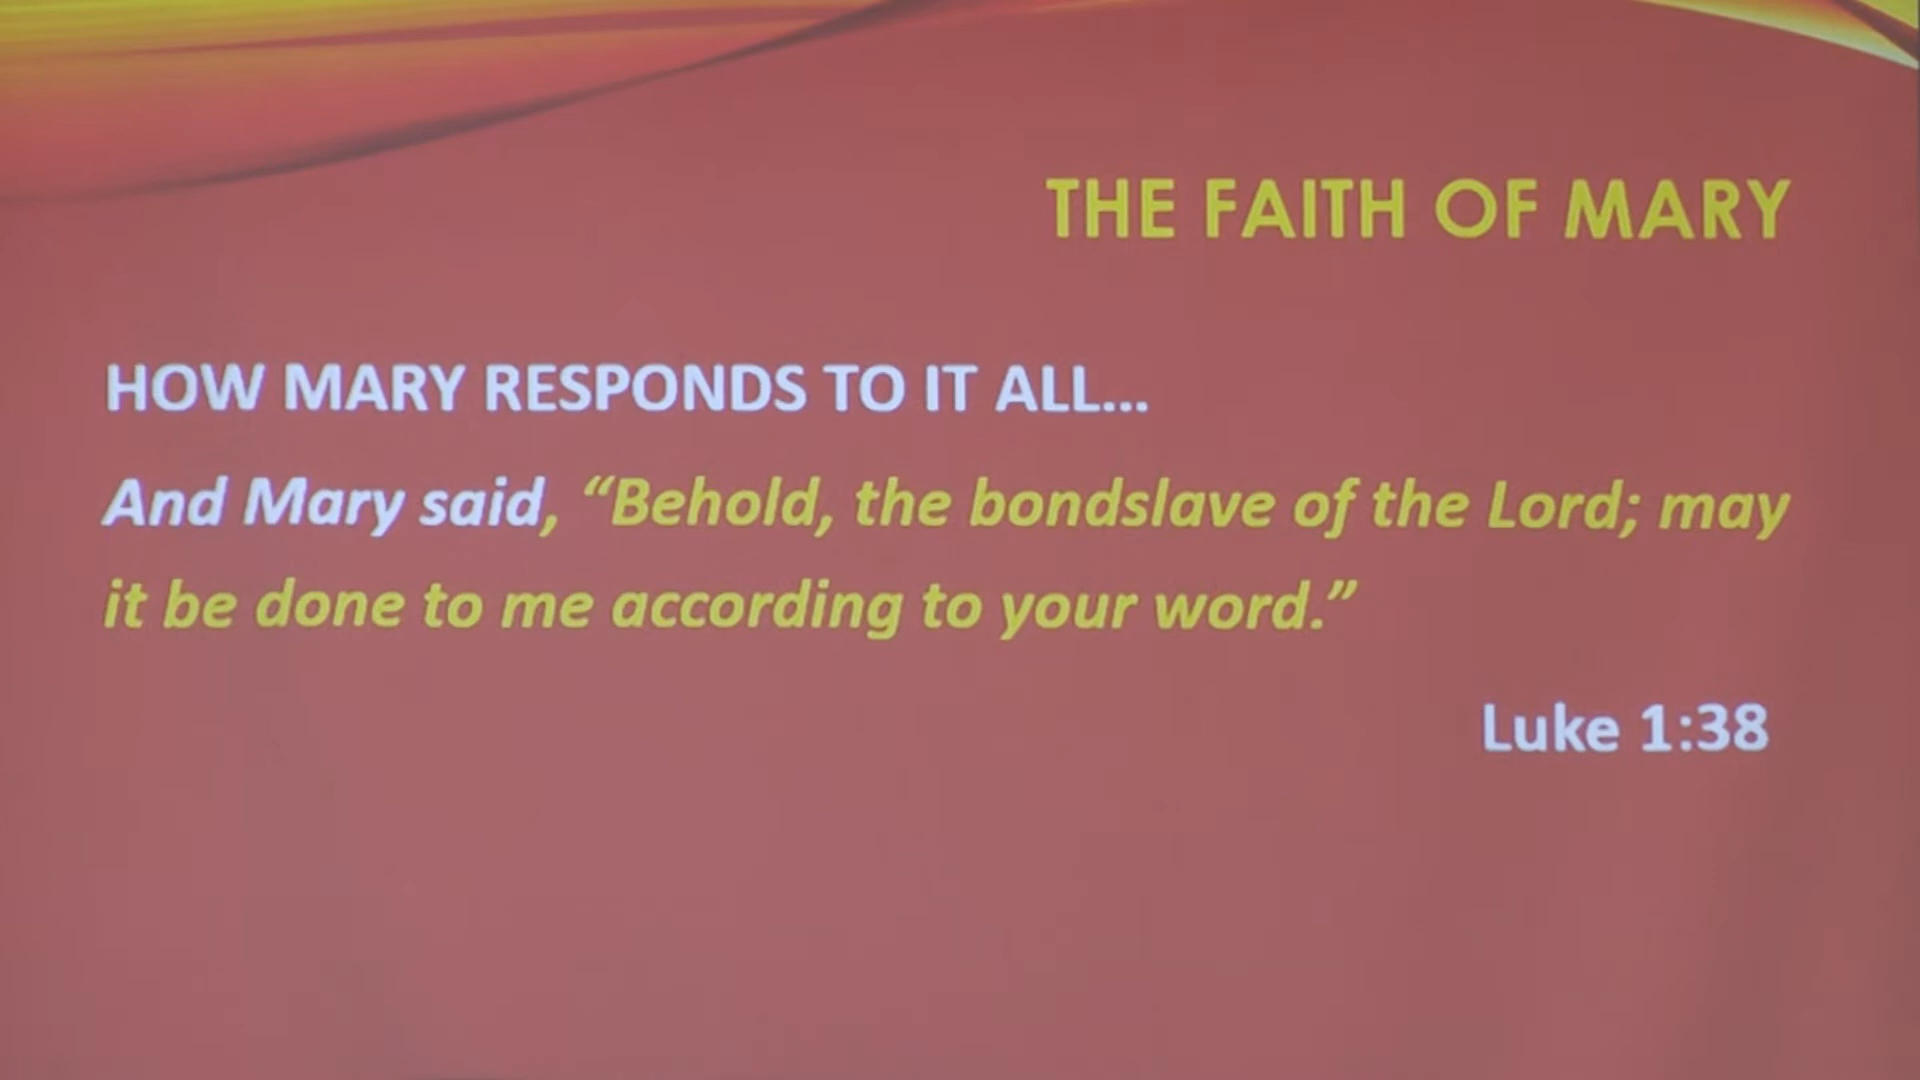 THE FAITH OF MARY
HOW MARY RESPONDS TO IT ALL...
And Mary said, “Behold, the bondslave of the Lord; may
it be done to me according to your word.”
Luke 1:38